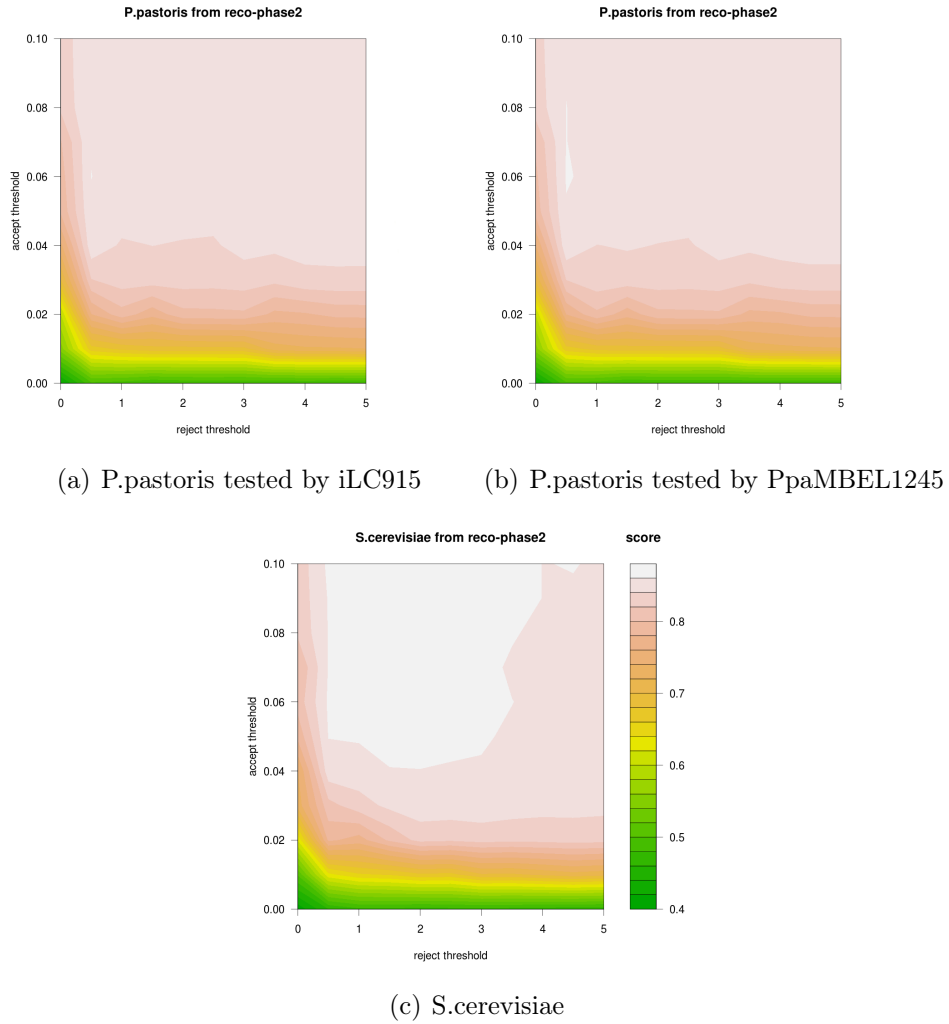 P.pastoris from reco-phase2
0.10
0.08
0.06
0.04
0.02
0.00
accept threshold
0 1 2 3 4 5
reject threshold
(a) P.pastoris tested by iLC915
P.pastoris from reco-phase2
0.10
0.08
0.06
0.04
0.02
0.00
accept threshold
0 1 2 3 4 5
reject threshold
(b) P.pastoris tested by PpaMBEL1245
S.cerevisiae from reco-phase2
0.10
0.08
0.06
0.04
0.02
0.00
accept threshold
0 1 2 3 4 5
reject threshold
score
0.8
0.7
0.6
0.5
0.4
(c) S.cerevisiae